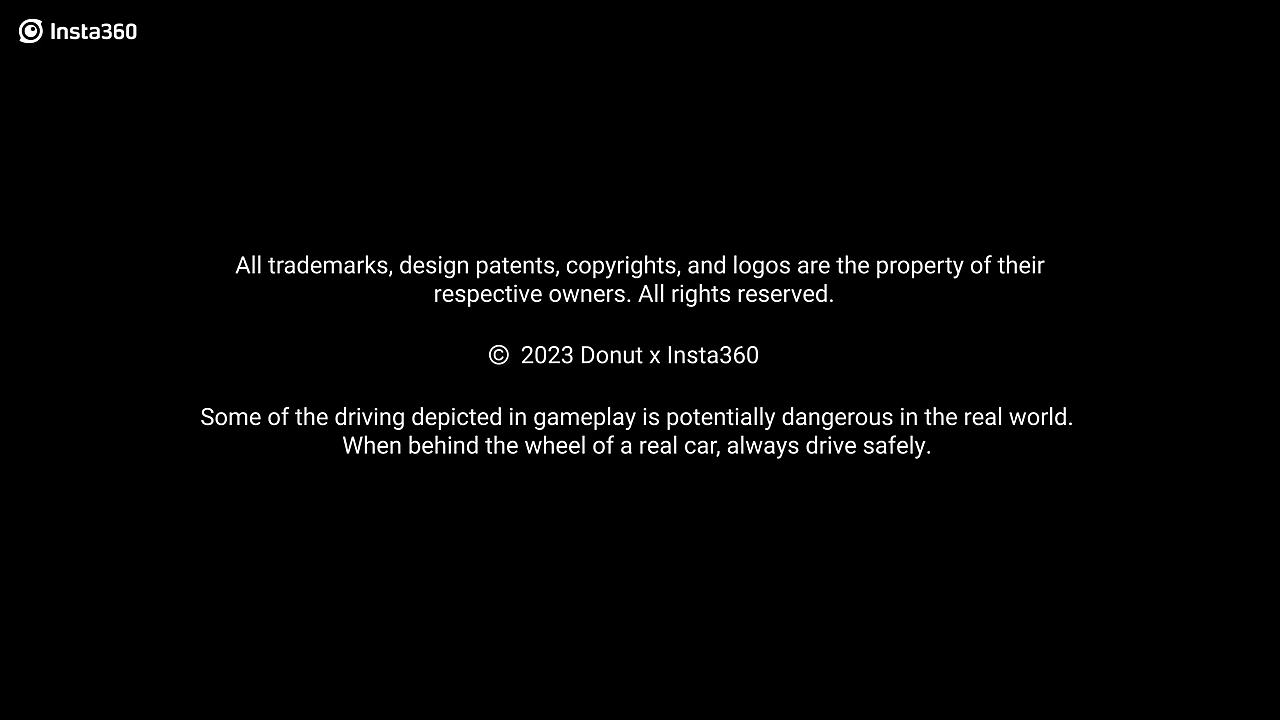 Insta360
All trademarks, design patents, copyrights, and logos are the property of their
respective owners. All rights reserved.
© 2023 Donut x Insta360
Some of the driving depicted in gameplay is potentially dangerous in the real world.
When behind the wheel of a real car, always drive safely.